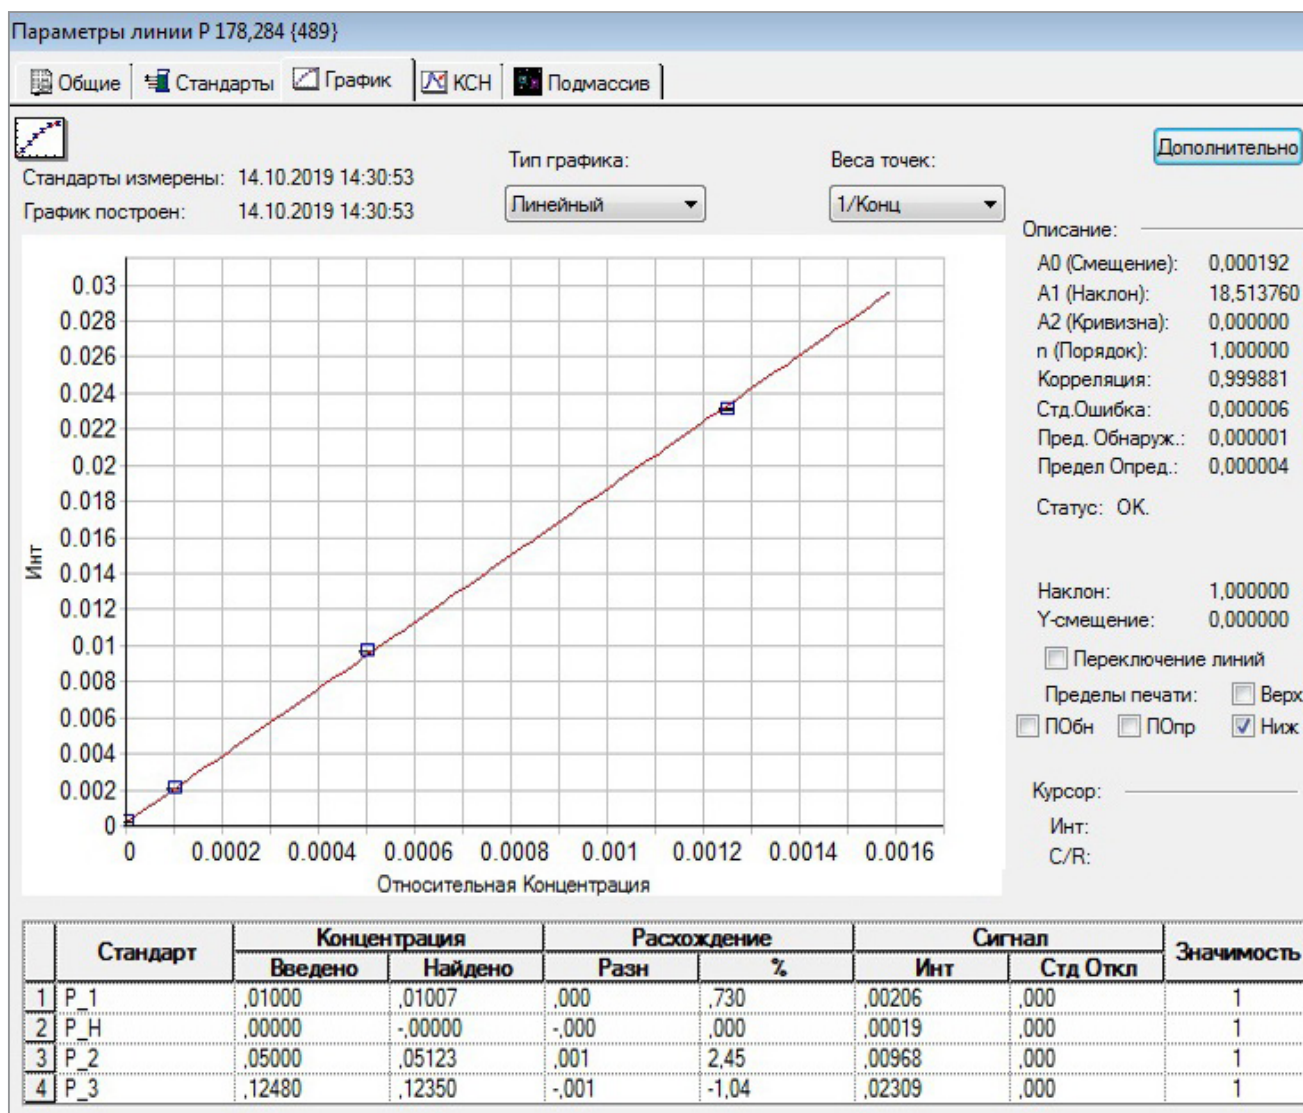 Параметры линии P 178,284 {489}
Общие Стандарты График КСН Подмассив
Дополнительно
Стандарты измерены: 14.10.2019 14:30:53
График построен: 14.10.2019 14:30:53
Тип графика:
Линейный
Веса точек:
1/Конц
Описание:
A0 (Смещение): 0,000192
A1 (Наклон): 18,513760
A2 (Кривизна): 0,000000
n (Порядок): 1,000000
Корреляция: 0,999881
Стд.Ошибка: 0,000006
Пред. Обнаруж.: 0,000001
Предел Опред.: 0,000004
Статус: OK.
Наклон: 1,000000
Y-смещение: 0,000000
Переключение линий
Пределы печати: Верх
ПОбн ПОпр Ниж
Курсор:
Инт:
C/R:
0.03
0.028
0.026
0.024
0.022
0.02
0.018
0.016
0.014
0.012
0.01
0.008
0.006
0.004
0.002
0
Инт
0 0.0002 0.0004 0.0006 0.0008 0.001 0.0012 0.0014 0.0016
Относительная Концентрация
Стандарт Концентрация Расхождение Сигнал Значимость
Введено Найдено Разн % Инт Стд Откл
1 P_1 ,01000 ,01007 ,000 ,730 ,00206 ,000 1
2 P_H ,00000 -,00000 -,000 ,000 ,00019 ,000 1
3 P_2 ,05000 ,05123 ,001 2,45 ,00968 ,000 1
4 P_3 ,12480 ,12350 -,001 -1,04 ,02309 ,000 1